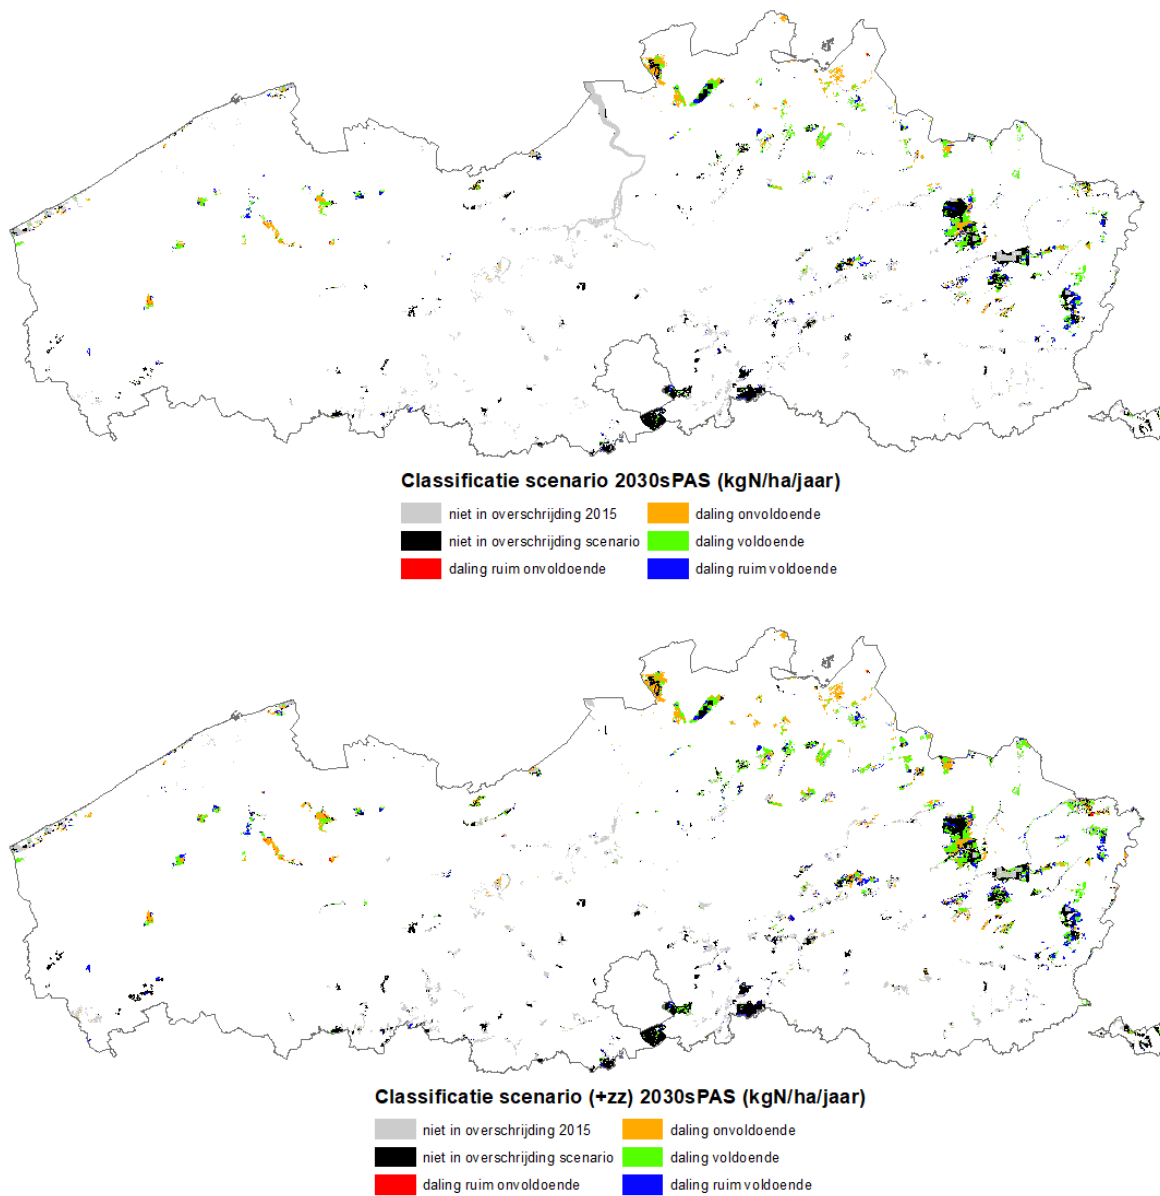 Classificatie scenario 2030sPAS (kgN/ha/jaar)
niet in overschrijding 2015
daling onvoldoende
niet in overschrijding scenario
daling voldoende
daling ruim onvoldoende
daling ruim voldoende
Classificatie scenario (+zz) 2030sPAS (kgN/ha/jaar)
niet in overschrijding 2015
daling onvoldoende
niet in overschrijding scenario
daling voldoende
daling ruim onvoldoende
daling ruim voldoende